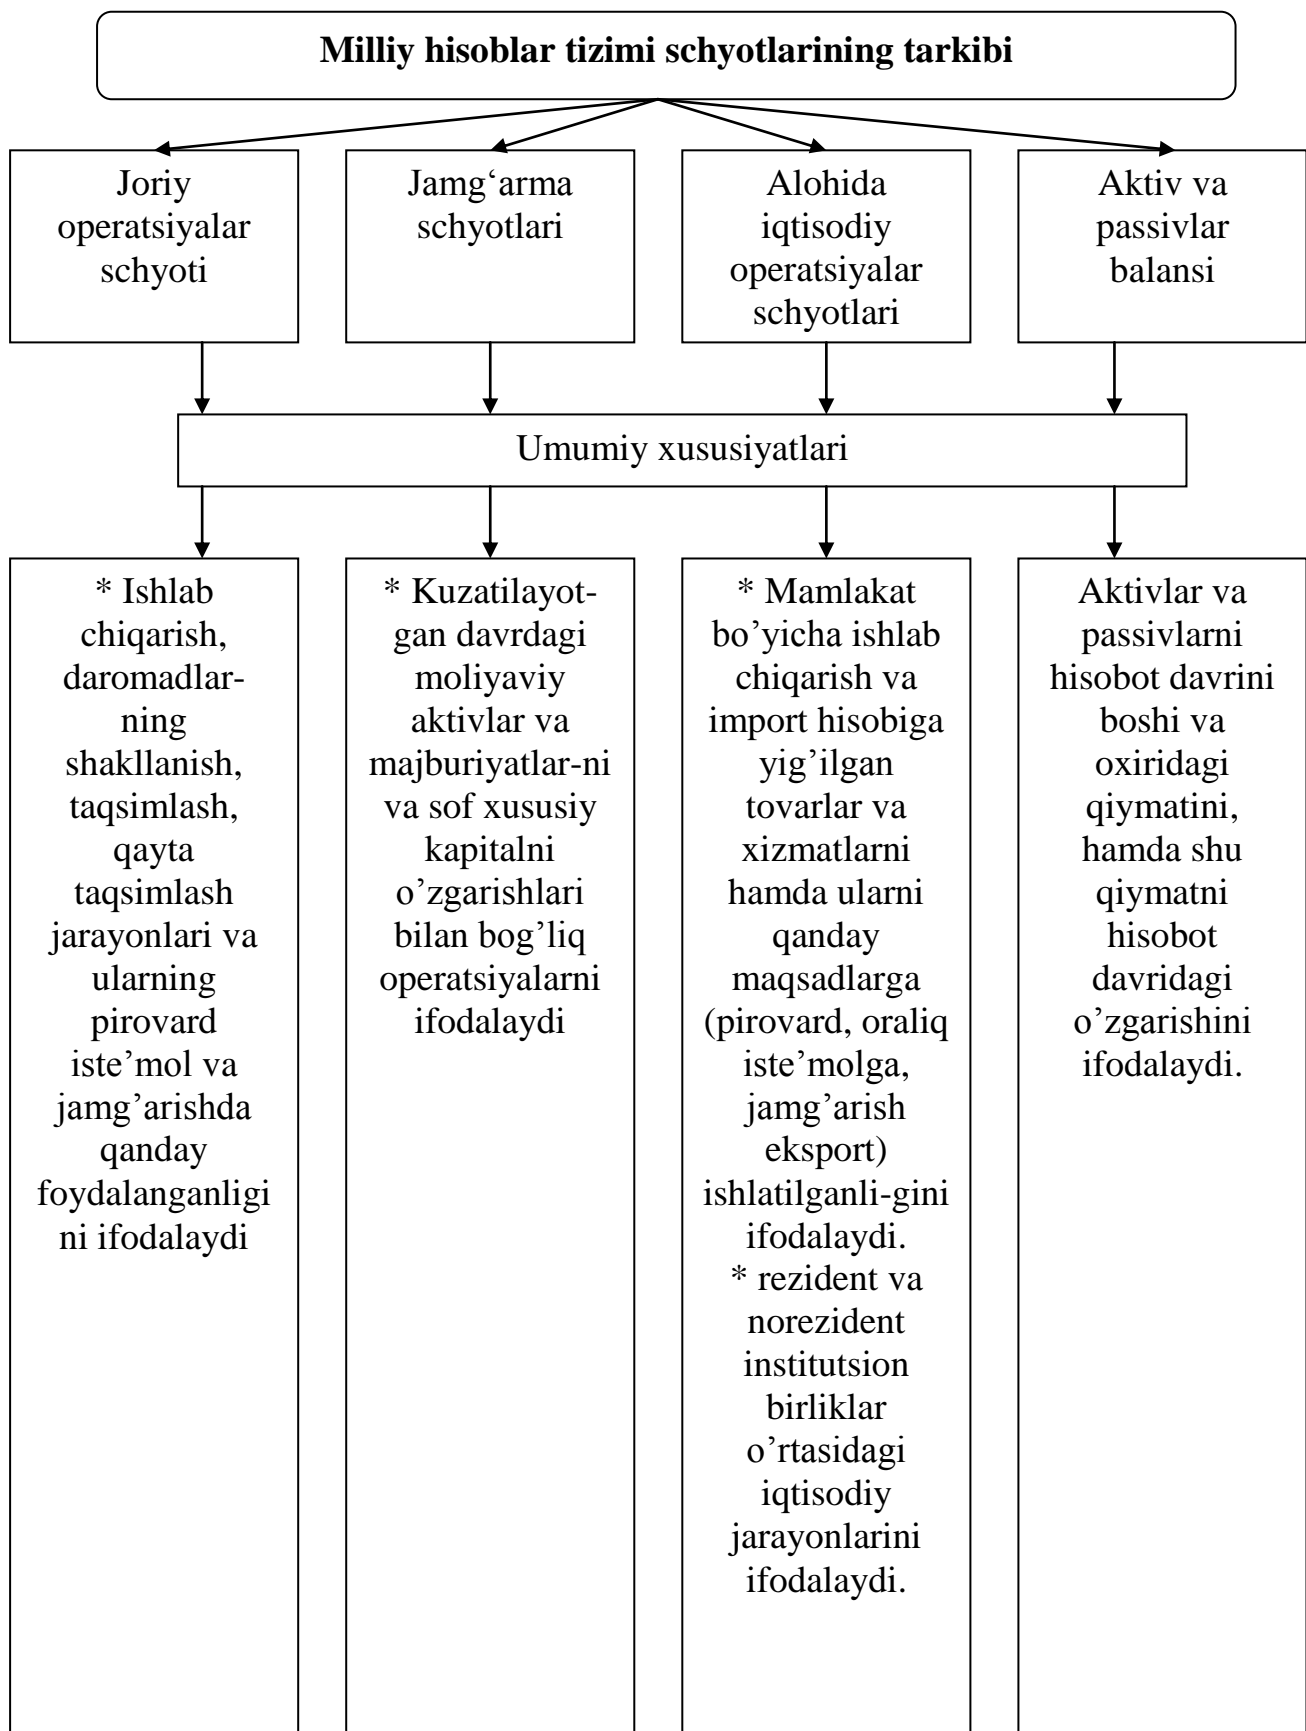 Milliy hisoblar tizimi schyotlarining tarkibi
Joriy
operatsiyalar
schyoti
Jamg‘arma
schyotlari
Alohida
iqtisodiy
operatsiyalar
schyotlari
Aktiv va
passivlar
balansi
Umumiy xususiyatlari
* Ishlab
chiqarish,
daromadlar-
ning
shakllanish,
taqsimlash,
qayta
taqsimlash
jarayonlari va
ularning
pirovard
iste’mol va
jamg’arishda
qanday
foydalanganligi
ni ifodalaydi
* Kuzatilayot-
gan davrdagi
moliyaviy
aktivlar va
majburiyatlar-ni
va sof xususiy
kapitalni
o’zgarishlari
bilan bog’liq
operatsiyalarni
ifodalaydi
* Mamlakat
bo’yicha ishlab
chiqarish va
import hisobiga
yig’ilgan
tovarlar va
xizmatlarni
hamda ularni
qanday
maqsadlarga
(pirovard, oraliq
iste’molga,
jamg’arish
eksport)
ishlatilganli-gini
ifodalaydi.
* rezident va
norezident
institutsion
birliklar
o’rtasidagi
iqtisodiy
jarayonlarini
ifodalaydi.
Aktivlar va
passivlarni
hisobot davrini
boshi va
oxiridagi
qiymatini,
hamda shu
qiymatni
hisobot
davridagi
o’zgarishini
ifodalaydi.